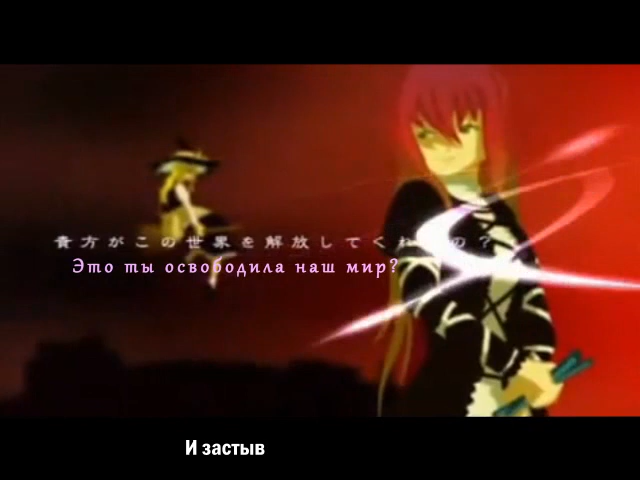 貴方がこの世界を解放してくれ の？
Это ты освободила наш мир?
И застыв